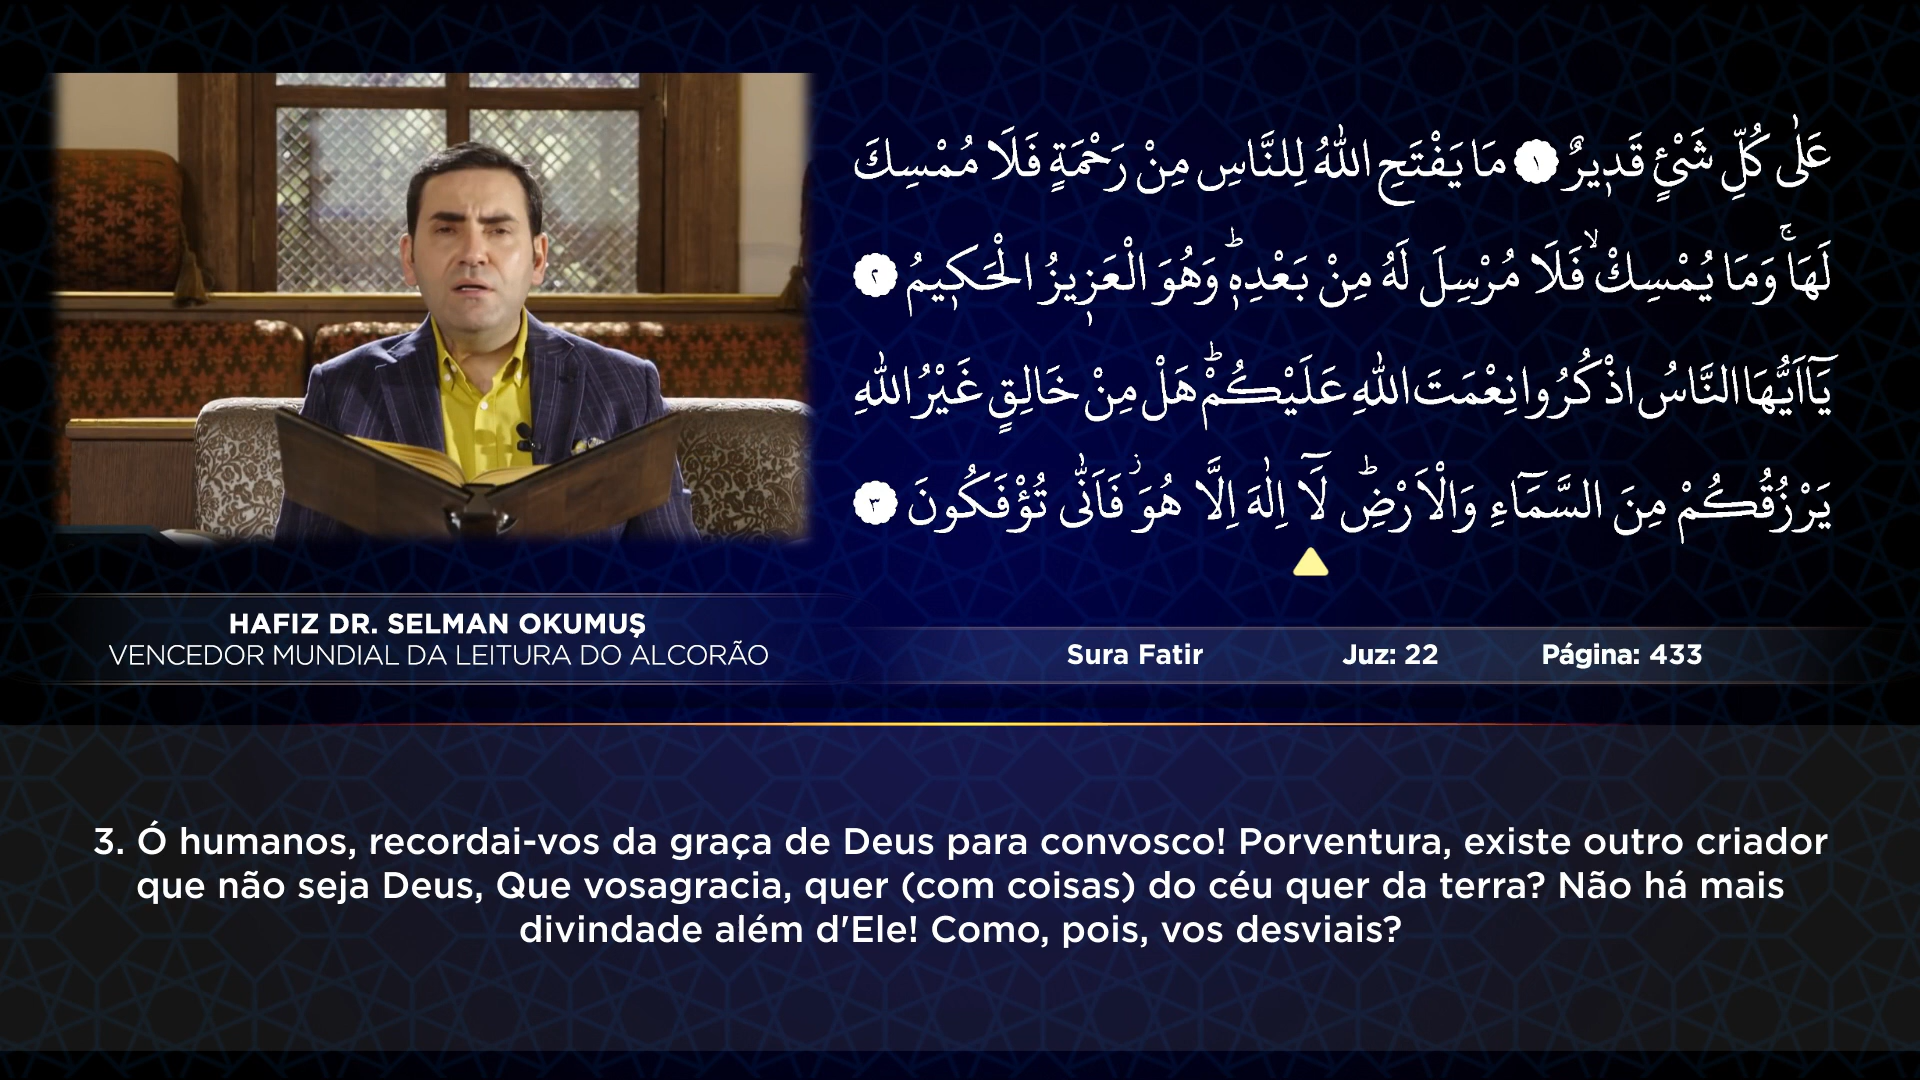 عَلٰى كُلِّ شَيْءٍ قَدٖيرٌ ١ مَا يَفْتَحِ اللّٰهُ لِلنَّاسِ مِنْ رَحْمَةٍ فَلَا مُمْسِكَ
لَهَاۚ وَمَا يُمْسِكْۙ فَلَا مُرْسِلَ لَهُ مِنْ بَعْدِهٖؕ وَهُوَ الْعَزٖيزُ الْحَكٖيمُ ٢
يَٓا اَيُّهَا النَّاسُ اذْكُرُوا نِعْمَتَ اللّٰهِ عَلَيْكُمْؕ هَلْ مِنْ خَالِقٍ غَيْرُ اللّٰهِ
يَرْزُقُكُمْ مِنَ السَّمَٓاءِ وَالْاَرْضِؕ لَٓا اِلٰهَ اِلَّا هُوَؗ فَاَنّٰى تُؤْفَكُونَ ٣
HAFIZ DR. SELMAN OKUMUŞ
VENCEDOR MUNDIAL DA LEITURA DO ALCORÃO
Sura Fatir Juz: 22 Página: 433
3. Ó humanos, recordai-vos da graça de Deus para convosco! Porventura, existe outro criador
que não seja Deus, Que vosagracia, quer (com coisas) do céu quer da terra? Não há mais
divindade além d'Ele! Como, pois, vos desviais?